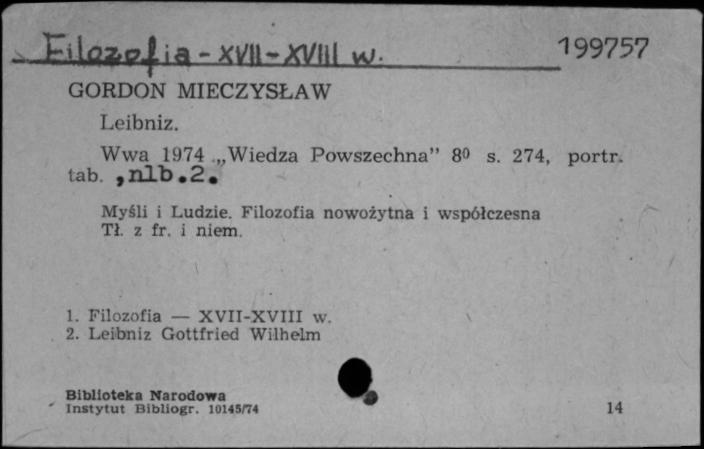 Filozofia - XVII-XVIII w. 199757
GORDON MIECZYSŁAW
Leibniz.
Wwa 1974 „Wiedza Powszechna” 8⁰ s. 274, portr.
tab. ,nlb.2.
Myśli i Ludzie. Filozofia nowożytna i współczesna
Tł. z fr. i niem.
1. Filozofia — XVII-XVIII w.
2. Leibniz Gottfried Wilhelm
Biblioteka Narodowa
Instytut Bibliogr. 10145/74 14